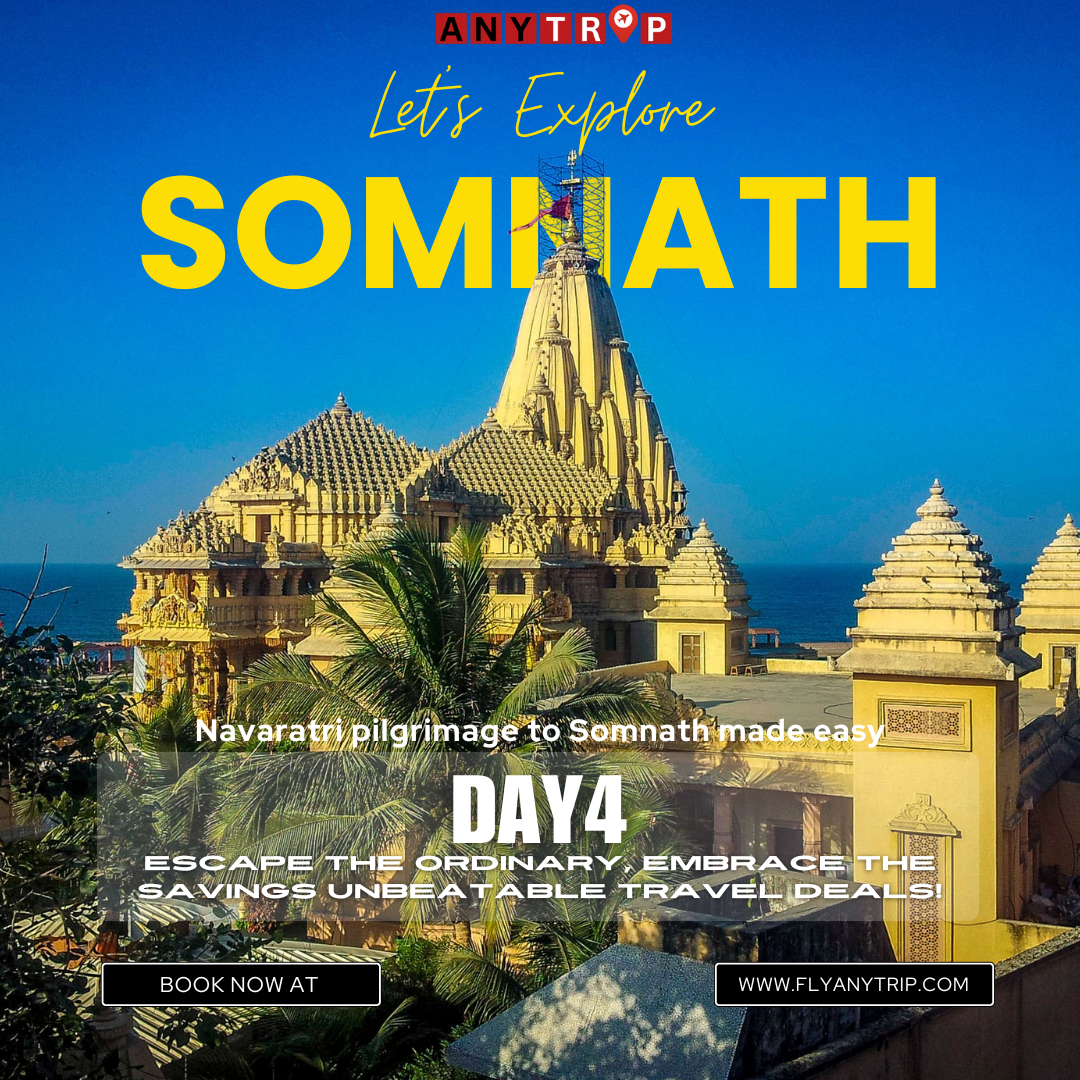 ANYTRIP
Let's Explore
SOMNATH
Navaratri pilgrimage to Somnath made easy
DAY4
ESCAPE THE ORDINARY, EMBRACE THE
SAVINGS UNBEATABLE TRAVEL DEALS!
BOOK NOW AT
WWW.FLYANYTRIP.COM